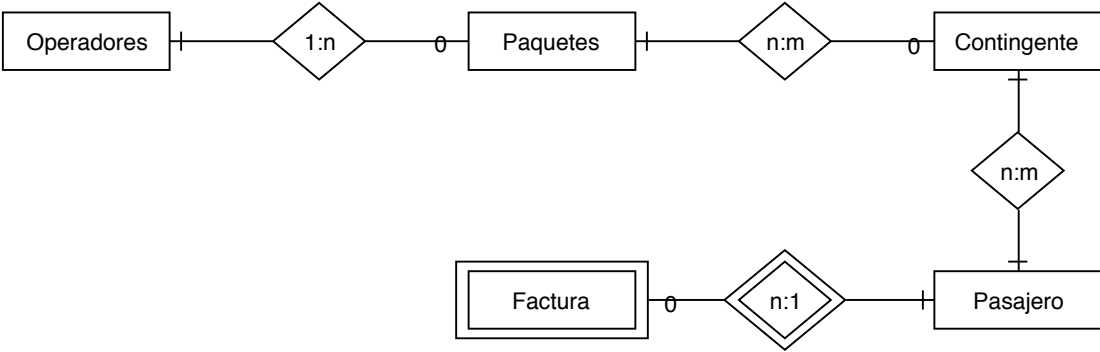 Operadores
1:n
0
Paquetes
n:m
0
Contingente
n:m
Factura
0
n:1
Pasajero